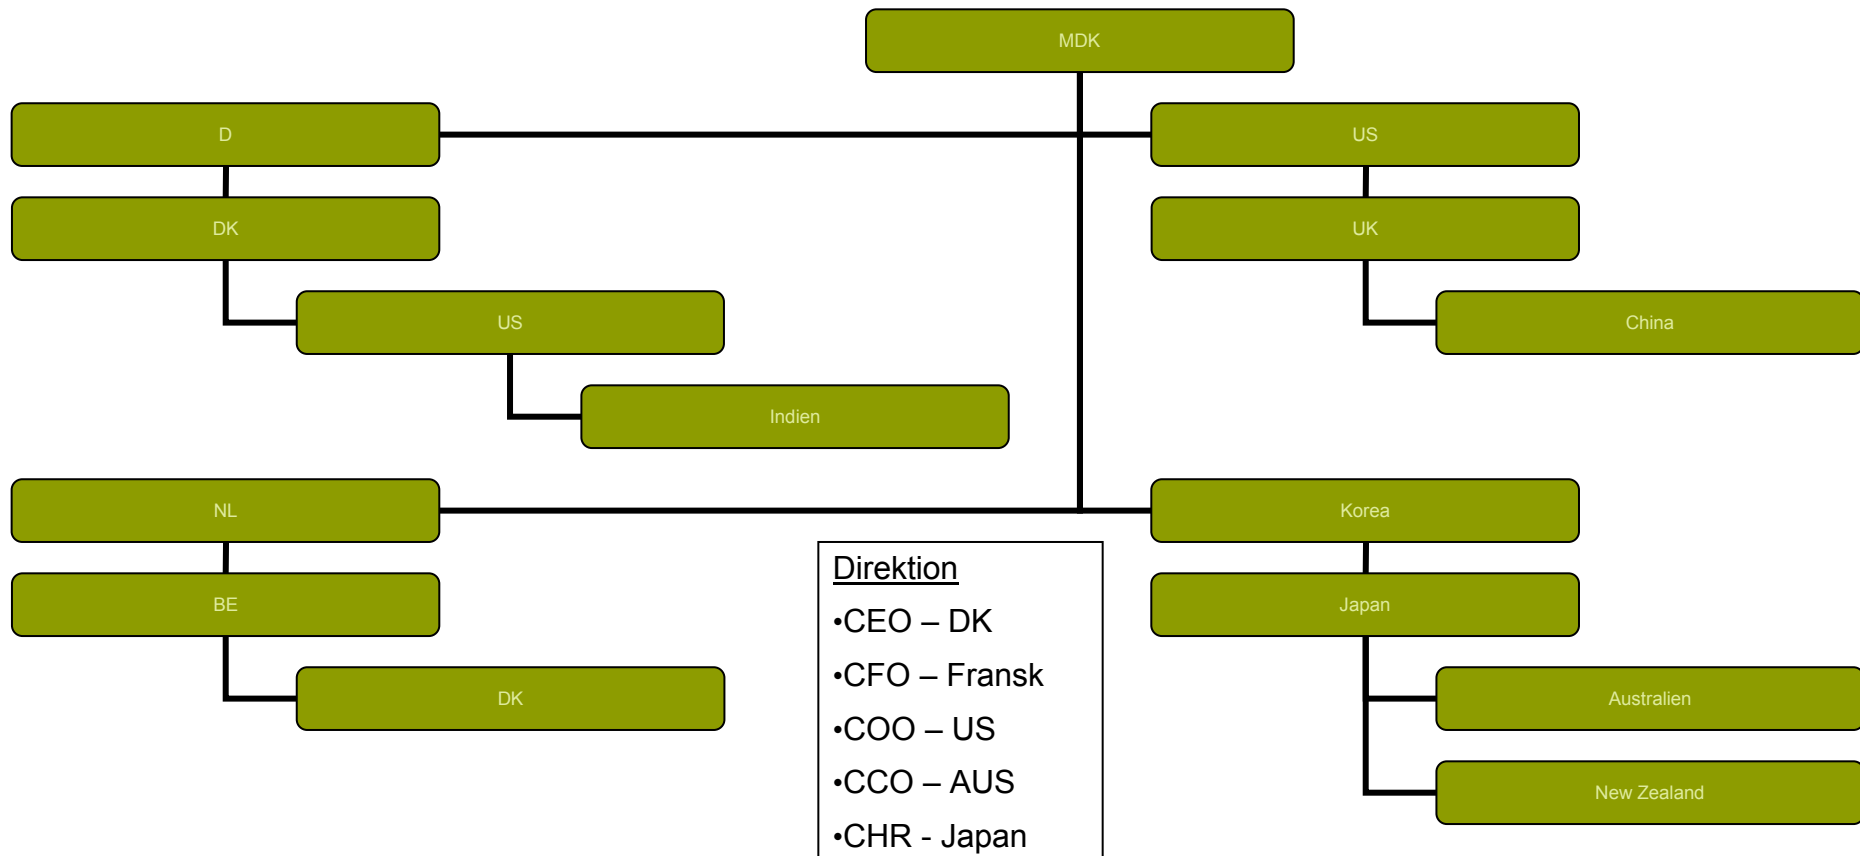 MDK
D
US
DK
UK
US
China
Indien
NL
Korea
BE
Japan
DK
Australien
New Zealand
Direktion
•CEO – DK
•CFO – Fransk
•COO – US
•CCO – AUS
•CHR - Japan